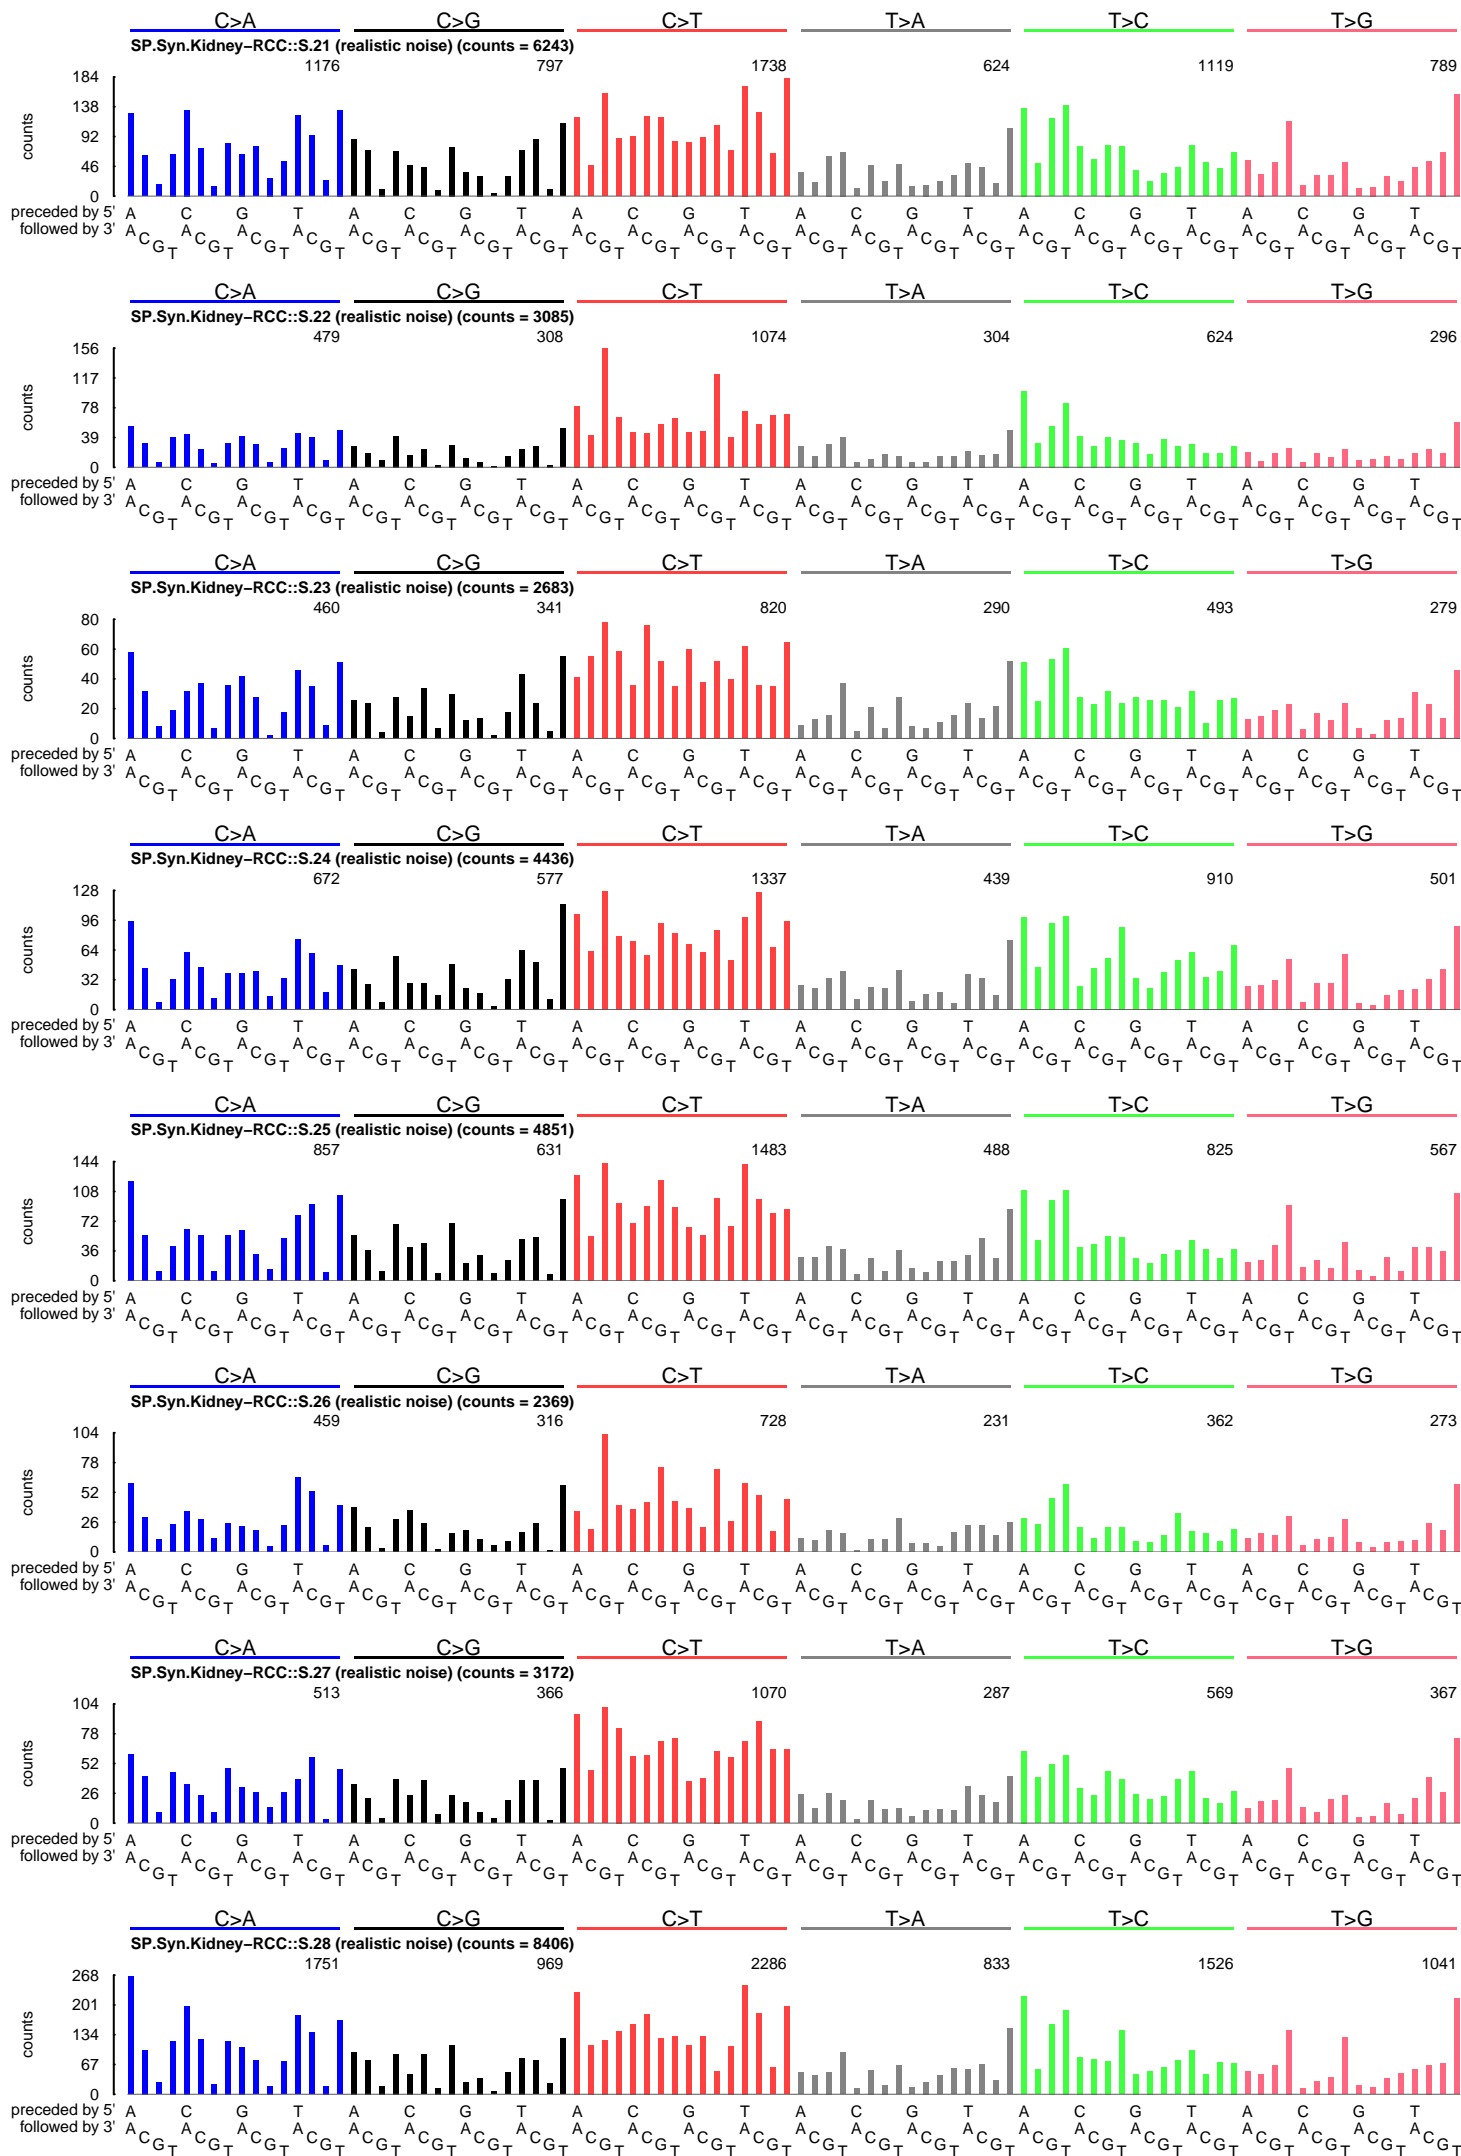 C>A C>G C>T T>A T>C T>G
SP.Syn.Kidney−RCC::S.21 (realistic noise) (counts = 6243)
1176 797 1738 624 1119 789
184
138
92
46
0
counts
preceded by 5' A C G T A C G T A C G T A C G T A C G T A C G T
followed by 3' A C G T A C G T A C G T A C G T A C G T A C G T A C G T A C G T A C G T A C G T A C G T A C G T A C G T A C G T A C G T A C G T A C G T A C G T A C G T A C G T A C G T A C G T A C G T A C G T
C>A C>G C>T T>A T>C T>G
SP.Syn.Kidney−RCC::S.22 (realistic noise) (counts = 3085)
479 308 1074 304 624 296
156
117
78
39
0
counts
preceded by 5' A C G T A C G T A C G T A C G T A C G T A C G T
followed by 3' A C G T A C G T A C G T A C G T A C G T A C G T A C G T A C G T A C G T A C G T A C G T A C G T A C G T A C G T A C G T A C G T A C G T A C G T A C G T A C G T A C G T A C G T A C G T A C G T
C>A C>G C>T T>A T>C T>G
SP.Syn.Kidney−RCC::S.23 (realistic noise) (counts = 2683)
460 341 820 290 493 279
80
60
40
20
0
counts
preceded by 5' A C G T A C G T A C G T A C G T A C G T A C G T
followed by 3' A C G T A C G T A C G T A C G T A C G T A C G T A C G T A C G T A C G T A C G T A C G T A C G T A C G T A C G T A C G T A C G T A C G T A C G T A C G T A C G T A C G T A C G T A C G T A C G T
C>A C>G C>T T>A T>C T>G
SP.Syn.Kidney−RCC::S.24 (realistic noise) (counts = 4436)
672 577 1337 439 910 501
128
96
64
32
0
counts
preceded by 5' A C G T A C G T A C G T A C G T A C G T A C G T
followed by 3' A C G T A C G T A C G T A C G T A C G T A C G T A C G T A C G T A C G T A C G T A C G T A C G T A C G T A C G T A C G T A C G T A C G T A C G T A C G T A C G T A C G T A C G T A C G T A C G T
C>A C>G C>T T>A T>C T>G
SP.Syn.Kidney−RCC::S.25 (realistic noise) (counts = 4851)
857 631 1483 488 825 567
144
108
72
36
0
counts
preceded by 5' A C G T A C G T A C G T A C G T A C G T A C G T
followed by 3' A C G T A C G T A C G T A C G T A C G T A C G T A C G T A C G T A C G T A C G T A C G T A C G T A C G T A C G T A C G T A C G T A C G T A C G T A C G T A C G T A C G T A C G T A C G T A C G T
C>A C>G C>T T>A T>C T>G
SP.Syn.Kidney−RCC::S.26 (realistic noise) (counts = 2369)
459 316 728 231 362 273
104
78
52
26
0
counts
preceded by 5' A C G T A C G T A C G T A C G T A C G T A C G T
followed by 3' A C G T A C G T A C G T A C G T A C G T A C G T A C G T A C G T A C G T A C G T A C G T A C G T A C G T A C G T A C G T A C G T A C G T A C G T A C G T A C G T A C G T A C G T A C G T A C G T
C>A C>G C>T T>A T>C T>G
SP.Syn.Kidney−RCC::S.27 (realistic noise) (counts = 3172)
513 366 1070 287 569 367
104
78
52
26
0
counts
preceded by 5' A C G T A C G T A C G T A C G T A C G T A C G T
followed by 3' A C G T A C G T A C G T A C G T A C G T A C G T A C G T A C G T A C G T A C G T A C G T A C G T A C G T A C G T A C G T A C G T A C G T A C G T A C G T A C G T A C G T A C G T A C G T A C G T
C>A C>G C>T T>A T>C T>G
SP.Syn.Kidney−RCC::S.28 (realistic noise) (counts = 8406)
1751 969 2286 833 1526 1041
268
201
134
67
0
counts
preceded by 5' A C G T A C G T A C G T A C G T A C G T A C G T
followed by 3' A C G T A C G T A C G T A C G T A C G T A C G T A C G T A C G T A C G T A C G T A C G T A C G T A C G T A C G T A C G T A C G T A C G T A C G T A C G T A C G T A C G T A C G T A C G T A C G T